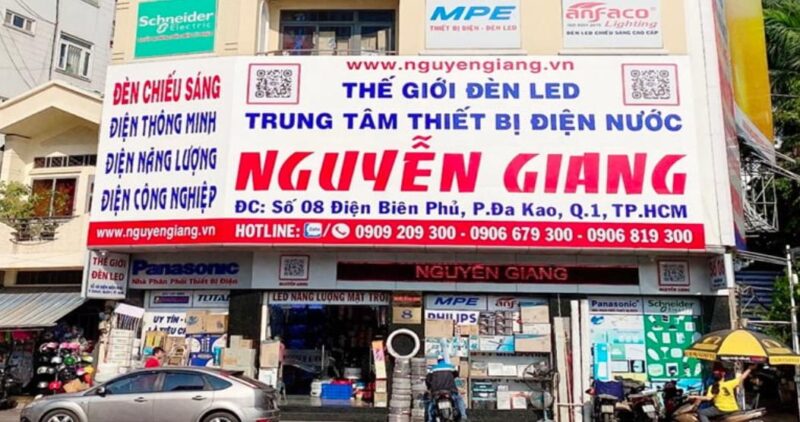 Schneider
Electric
MPE
THIẾT BỊ ĐIỆN - ĐÈN LED
anfaco
Lighting
ĐÈN LED CHIẾU SÁNG CAO CẤP
www.nguyengiang.vn
THẾ GIỚI ĐÈN LED
TRUNG TÂM THIẾT BỊ ĐIỆN NƯỚC
NGUYỄN GIANG
ĐC: Số 08 Điện Biên Phủ, P.Đa Kao, Q.1, TP.HCM
ĐÈN CHIẾU SÁNG
ĐIỆN THÔNG MINH
ĐIỆN NĂNG LƯỢNG
ĐIỆN CÔNG NGHIỆP
www.nguyengiang.vn
HOTLINE: Zalo / 0909 209 300 - 0906 679 300 - 0906 819 300
THẾ GIỚI
ĐÈN LED
Panasonic
Nhà Phân Phối Thiết Bị Điện
NGUYỄN GIANG
LED NĂNG LƯỢNG MẶT TRỜI
UY TÍN -
8
MPE
PHILIPS
Panasonic
Schneider